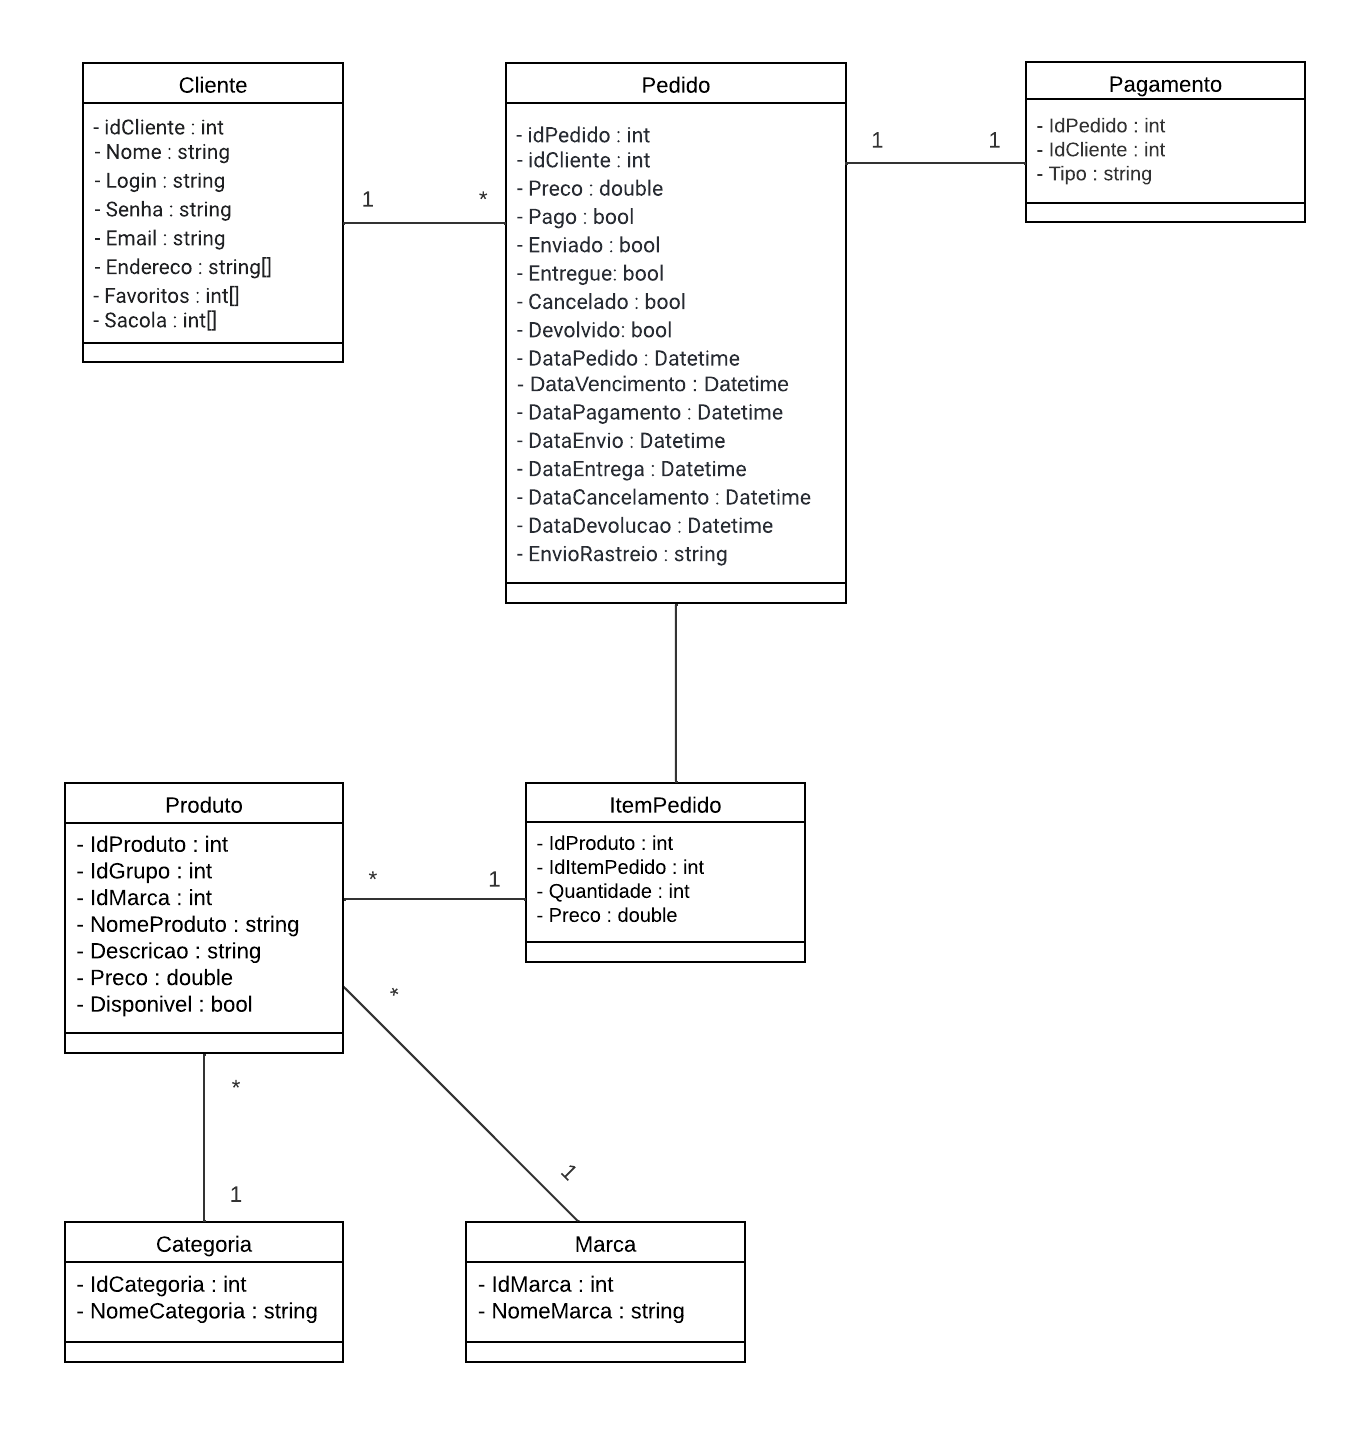 Cliente
- idCliente : int
- Nome : string
- Login : string
- Senha : string
- Email : string
- Endereco : string[]
- Favoritos : int[]
- Sacola : int[]
1
*
Pedido
- idPedido : int
- idCliente : int
- Preco : double
- Pago : bool
- Enviado : bool
- Entregue: bool
- Cancelado : bool
- Devolvido: bool
- DataPedido : Datetime
- DataVencimento : Datetime
- DataPagamento : Datetime
- DataEnvio : Datetime
- DataEntrega : Datetime
- DataCancelamento : Datetime
- DataDevolucao : Datetime
- EnvioRastreio : string
1
1
Pagamento
- IdPedido : int
- IdCliente : int
- Tipo : string
Produto
- IdProduto : int
- IdGrupo : int
- IdMarca : int
- NomeProduto : string
- Descricao : string
- Preco : double
- Disponivel : bool
*
1
ItemPedido
- IdProduto : int
- IdItemPedido : int
- Quantidade : int
- Preco : double
*
1
*
1
Categoria
- IdCategoria : int
- NomeCategoria : string
Marca
- IdMarca : int
- NomeMarca : string